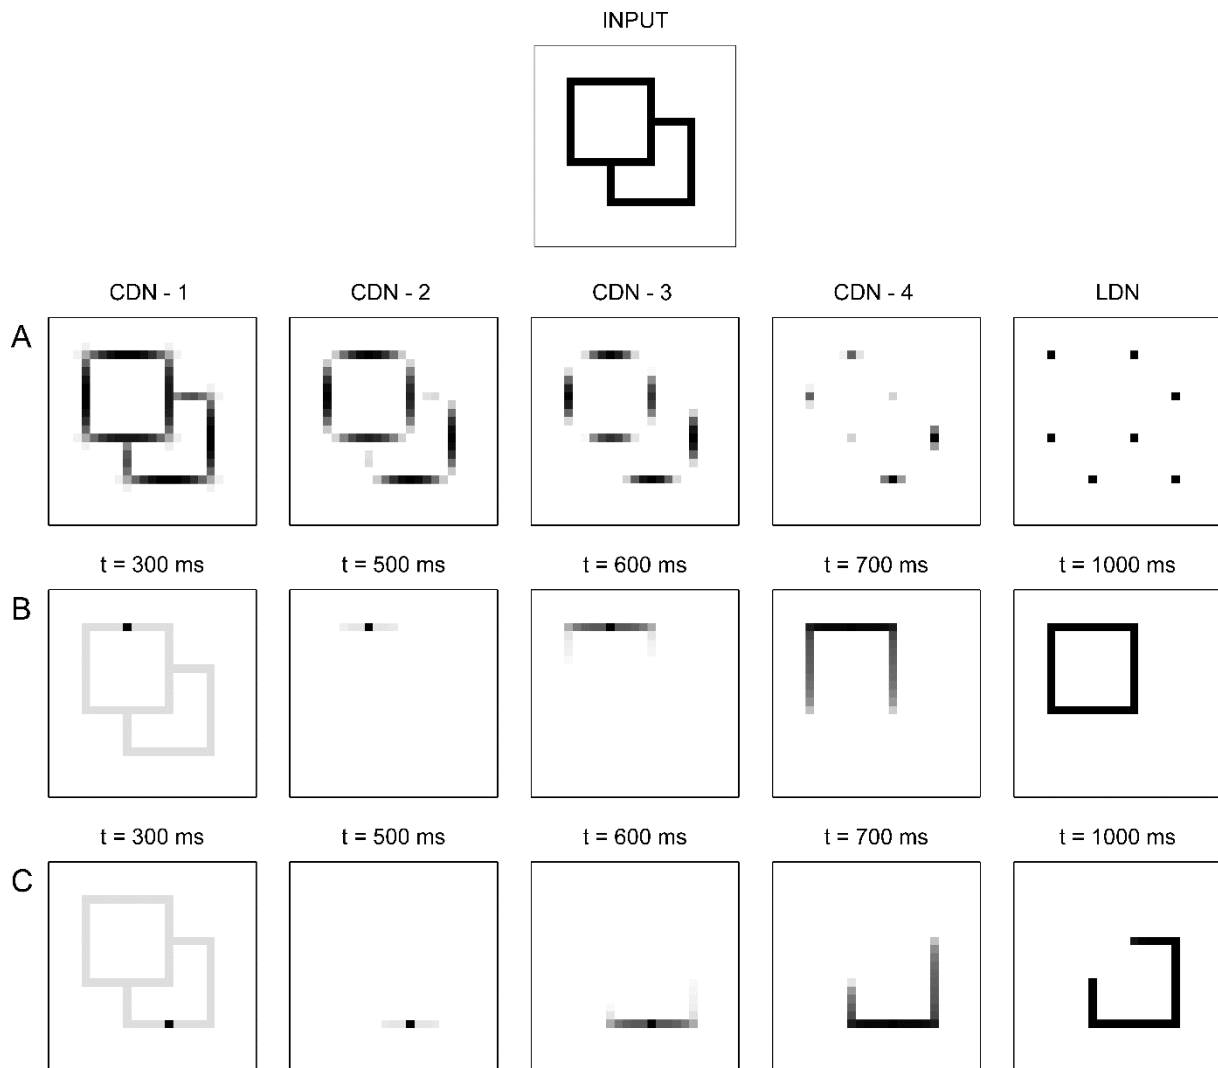 INPUT
CDN - 1 CDN - 2 CDN - 3 CDN - 4 LDN
A
t = 300 ms t = 500 ms t = 600 ms t = 700 ms t = 1000 ms
B
t = 300 ms t = 500 ms t = 600 ms t = 700 ms t = 1000 ms
C